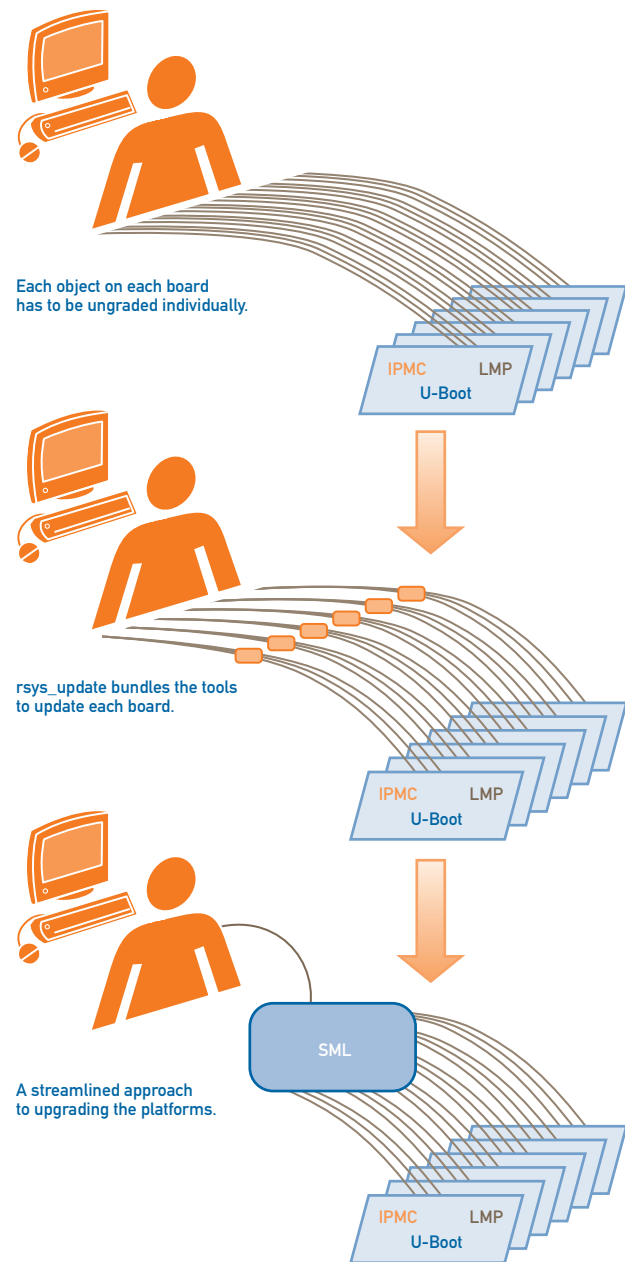 Each object on each board
has to be ungraded individually.
IPMC LMP
U-Boot
rsys_update bundles the tools
to update each board.
IPMC LMP
U-Boot
SML
A streamlined approach
to upgrading the platforms.
IPMC LMP
U-Boot